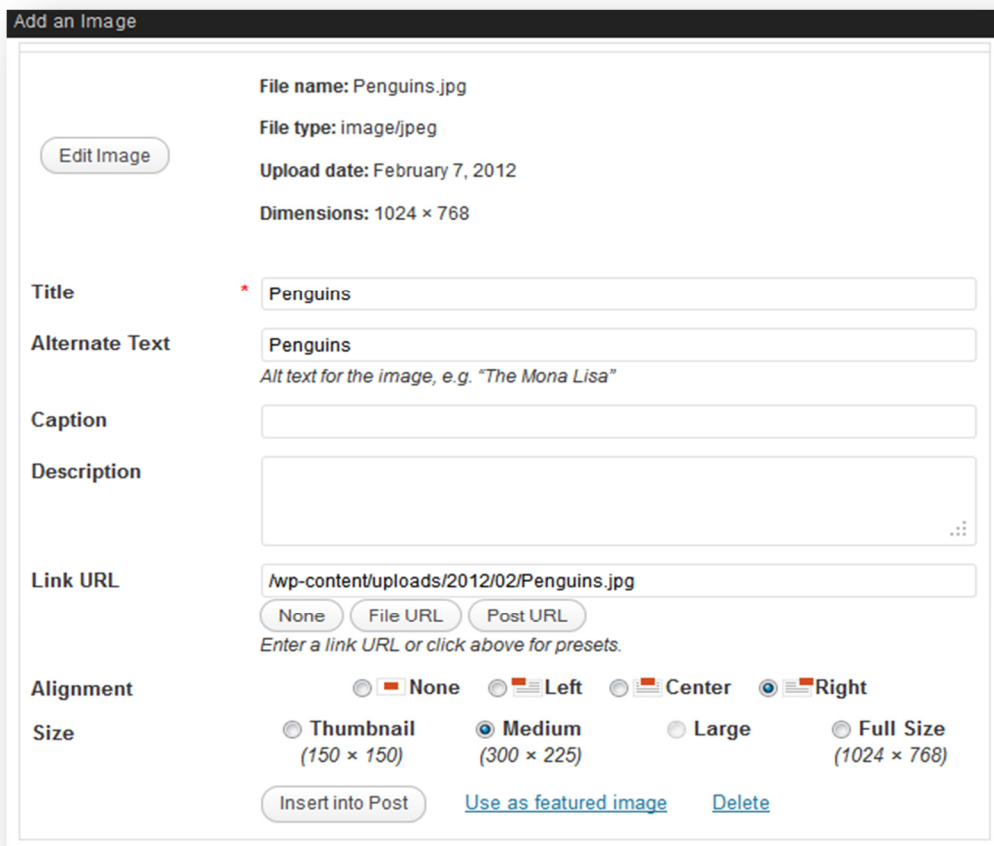 Add an Image
File name: Penguins.jpg
File type: image/jpeg
Edit Image
Upload date: February 7, 2012
Dimensions: 1024 × 768
Title * Penguins
Alternate Text Penguins
Alt text for the image, e.g. “The Mona Lisa”
Caption
Description
Link URL /wp-content/uploads/2012/02/Penguins.jpg
None File URL Post URL
Enter a link URL or click above for presets.
Alignment None Left Center Right
Size Thumbnail Medium Large Full Size
(150 × 150) (300 × 225) (1024 × 768)
Insert into Post Use as featured image Delete